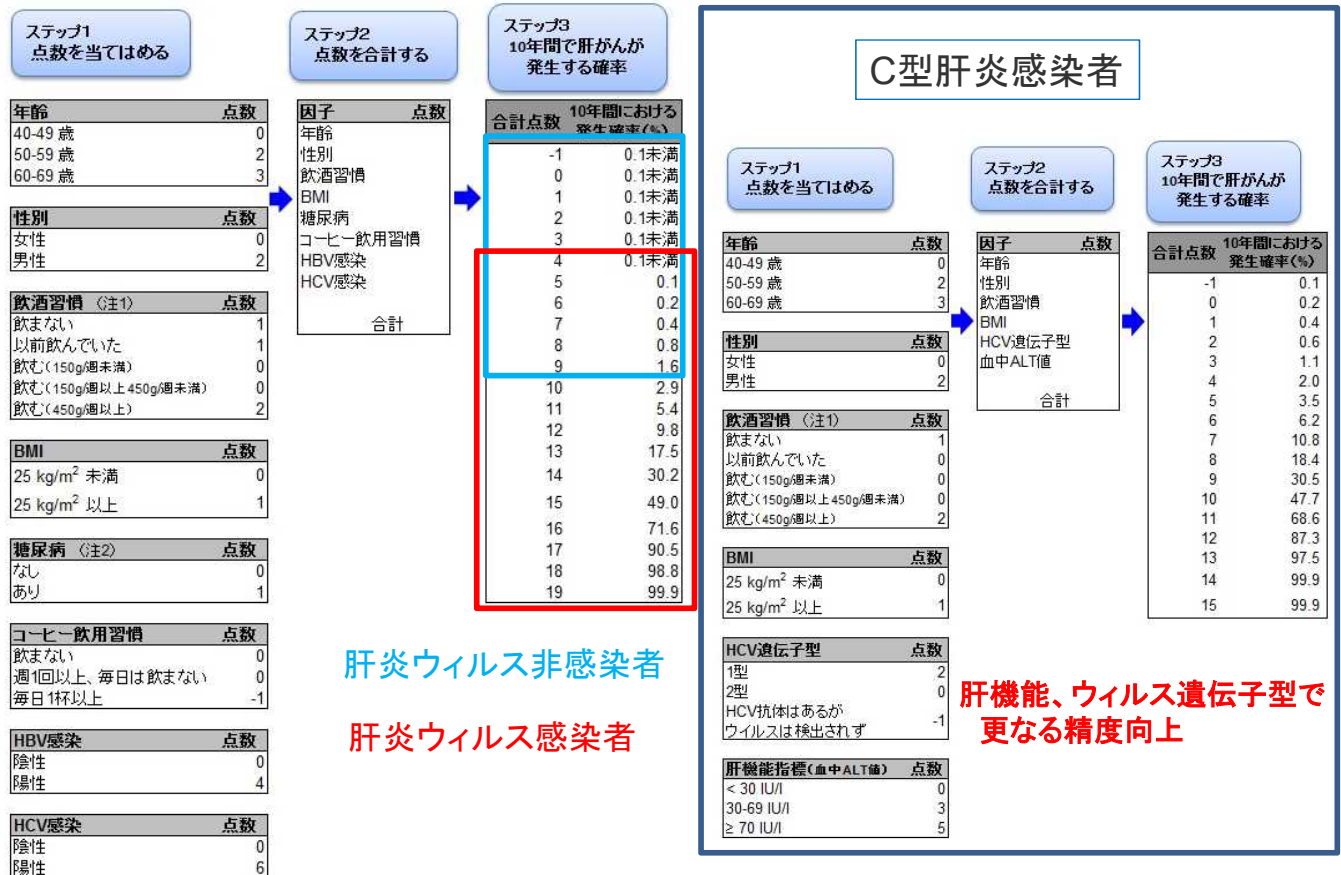 ステップ1
点数を当てはめる
ステップ2
点数を合計する
ステップ3
10年間で肝がんが
発生する確率
年齢 点数
40-49 歳 0
50-59 歳 2
60-69 歳 3
性別 点数
女性 0
男性 2
飲酒習慣 (注1) 点数
飲まない 1
以前飲んでいた 1
飲む(150g/週未満) 0
飲む(150g/週以上450g/週未満) 0
飲む(450g/週以上) 2
BMI 点数
25 kg/m² 未満 0
25 kg/m² 以上 1
糖尿病 (注2) 点数
なし 0
あり 1
コーヒー飲用習慣 点数
飲まない 0
週1回以上、毎日は飲まない 0
毎日1杯以上 -1
HBV感染 点数
陰性 0
陽性 4
HCV感染 点数
陰性 0
陽性 6
因子 点数
年齢
性別
飲酒習慣
BMI
糖尿病
コーヒー飲用習慣
HBV感染
HCV感染
合計
合計点数 10年間における
発生確率(%)
-1 0.1未満
0 0.1未満
1 0.1未満
2 0.1未満
3 0.1未満
4 0.1未満
5 0.1
6 0.2
7 0.4
8 0.8
9 1.6
10 2.9
11 5.4
12 9.8
13 17.5
14 30.2
15 49.0
16 71.6
17 90.5
18 98.8
19 99.9
肝炎ウィルス非感染者
肝炎ウィルス感染者
C型肝炎感染者
ステップ1
点数を当てはめる
ステップ2
点数を合計する
ステップ3
10年間で肝がんが
発生する確率
年齢 点数
40-49 歳 0
50-59 歳 2
60-69 歳 3
性別 点数
女性 0
男性 2
飲酒習慣 (注1) 点数
飲まない 1
以前飲んでいた 0
飲む(150g/週未満) 0
飲む(150g/週以上450g/週未満) 0
飲む(450g/週以上) 2
BMI 点数
25 kg/m² 未満 0
25 kg/m² 以上 1
HCV遺伝子型 点数
1型 2
2型 0
HCV抗体はあるが
ウイルスは検出されず -1
肝機能指標(血中ALT値) 点数
< 30 IU/l 0
30-69 IU/l 3
≥ 70 IU/l 5
因子 点数
年齢
性別
飲酒習慣
BMI
HCV遺伝子型
血中ALT値
合計
合計点数 10年間における
発生確率(%)
-1 0.1
0 0.2
1 0.4
2 0.6
3 1.1
4 2.0
5 3.5
6 6.2
7 10.8
8 18.4
9 30.5
10 47.7
11 68.6
12 87.3
13 97.5
14 99.9
15 99.9
肝機能、ウィルス遺伝子型で
更なる精度向上